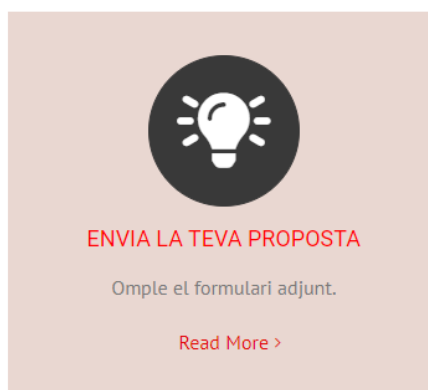 ENVIA LA TEVA PROPOSTA
Omple el formulari adjunt.
Read More >